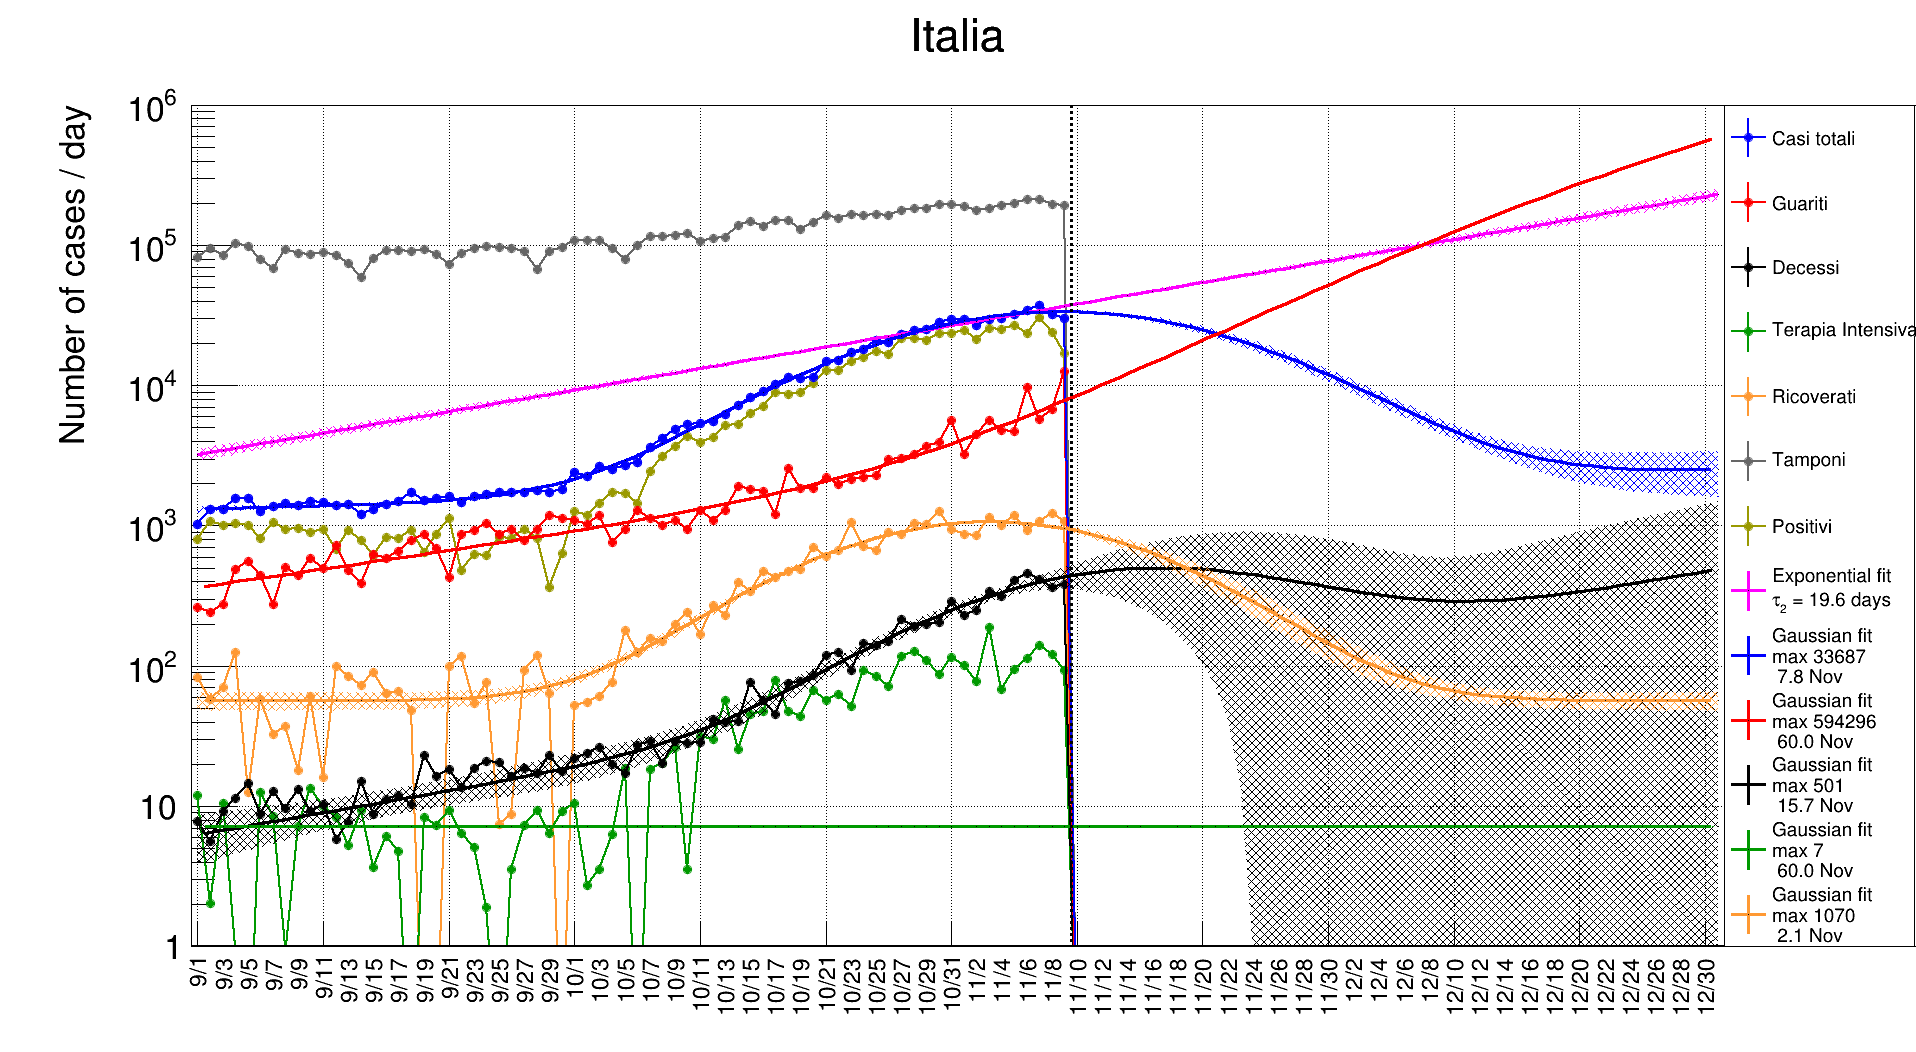 Italia
Number of cases / day
10^6
10^5
10^4
10^3
10^2
10
1
9/1 9/3 9/5 9/7 9/9 9/11 9/13 9/15 9/17 9/19 9/21 9/23 9/25 9/27 9/29 10/1 10/3 10/5 10/7 10/9 10/11 10/13 10/15 10/17 10/19 10/21 10/23 10/25 10/27 10/29 10/31 11/2 11/4 11/6 11/8 11/10 11/12 11/14 11/16 11/18 11/20 11/22 11/24 11/26 11/28 11/30 12/2 12/4 12/6 12/8 12/10 12/12 12/14 12/16 12/18 12/20 12/22 12/24 12/26 12/28 12/30
Casi totali
Guariti
Decessi
Terapia Intensiva
Ricoverati
Tamponi
Positivi
Exponential fit
τ2 = 19.6 days
Gaussian fit
max 33687
7.8 Nov
Gaussian fit
max 594296
60.0 Nov
Gaussian fit
max 501
15.7 Nov
Gaussian fit
max 7
60.0 Nov
Gaussian fit
max 1070
2.1 Nov